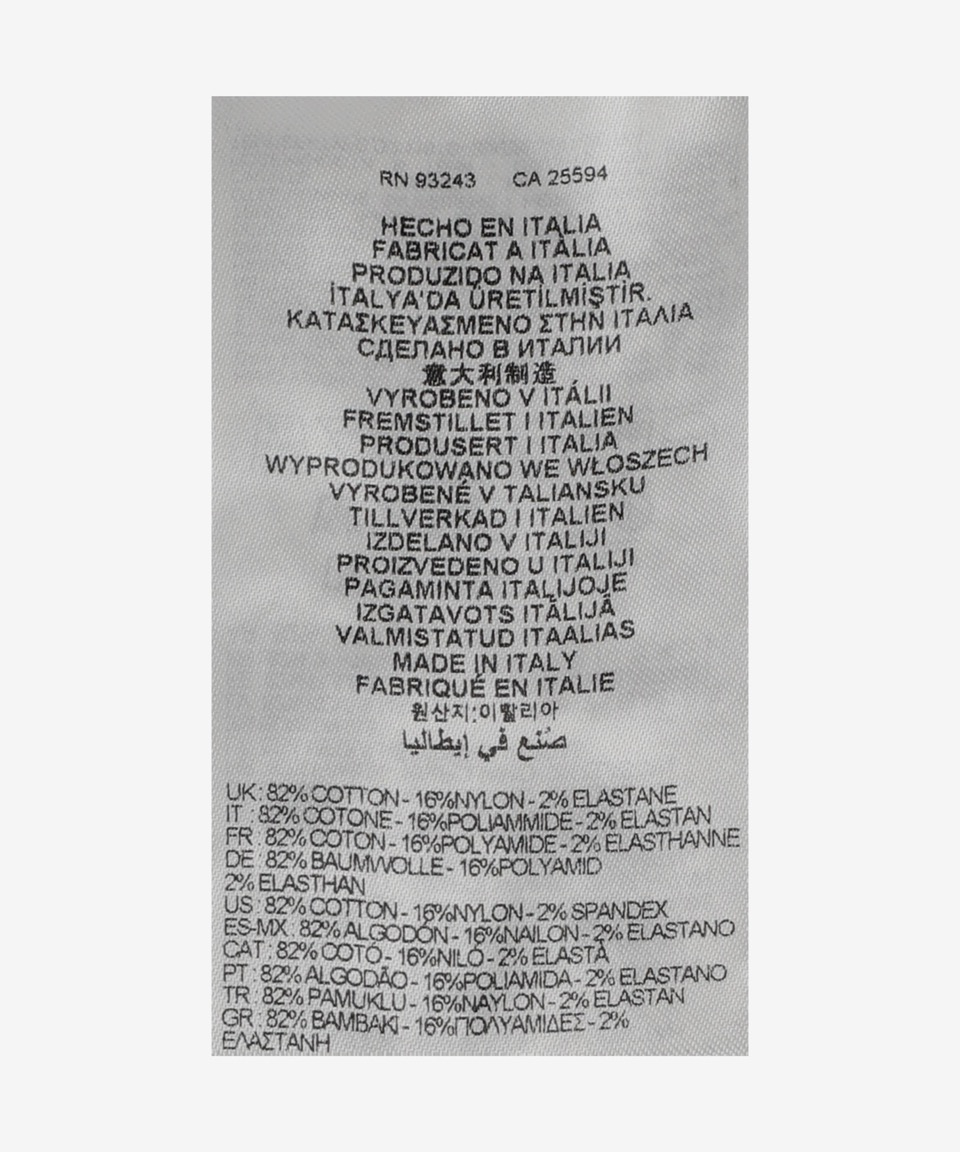 RN 93243 CA 25594
HECHO EN ITALIA
FABRICAT A ITÀLIA
PRODUZIDO NA ITALIA
İTALYA'DA ÜRETİLMİŞTİR.
ΚΑΤΑΣΚΕΥΑΣΜΕΝΟ ΣΤΗΝ ΙΤΑΛΙΑ
СДЕЛАНО В ИТАЛИИ
意大利制造
VYROBENO V ITÁLII
FREMSTILLET I ITALIEN
PRODUSERT I ITALIA
WYPRODUKOWANO WE WŁOSZECH
VYROBENÉ V TALIANSKU
TILLVERKAD I ITALIEN
IZDELANO V ITALIJI
PROIZVEDENO U ITALIJI
PAGAMINTA ITALIJOJE
IZGATAVOTS ITĀLIJĀ
VALMISTATUD ITAALIAS
MADE IN ITALY
FABRIQUÉ EN ITALIE
원산지:이탈리아
صُنع في إيطاليا
UK: 82% COTTON - 16%NYLON - 2% ELASTANE
IT : 82% COTONE - 16%POLIAMMIDE - 2% ELASTAN
FR : 82% COTON - 16%POLYAMIDE - 2% ELASTHANNE
DE: 82% BAUMWOLLE - 16%POLYAMID
2% ELASTHAN
US: 82% COTTON - 16%NYLON - 2% SPANDEX
ES-MX : 82% ALGODÓN - 16%NAILON - 2% ELASTANO
CAT : 82% COTÓ - 16%NILÓ - 2% ELASTÀ
PT : 82% ALGODÃO - 16%POLIAMIDA - 2% ELASTANO
TR : 82% PAMUKLU - 16%NAYLON - 2% ELASTAN
GR : 82% ΒΑΜΒΑΚΙ - 16%ΠΟΛΥΑΜΙΔΕΣ - 2%
ΕΛΑΣΤΑΝΗ